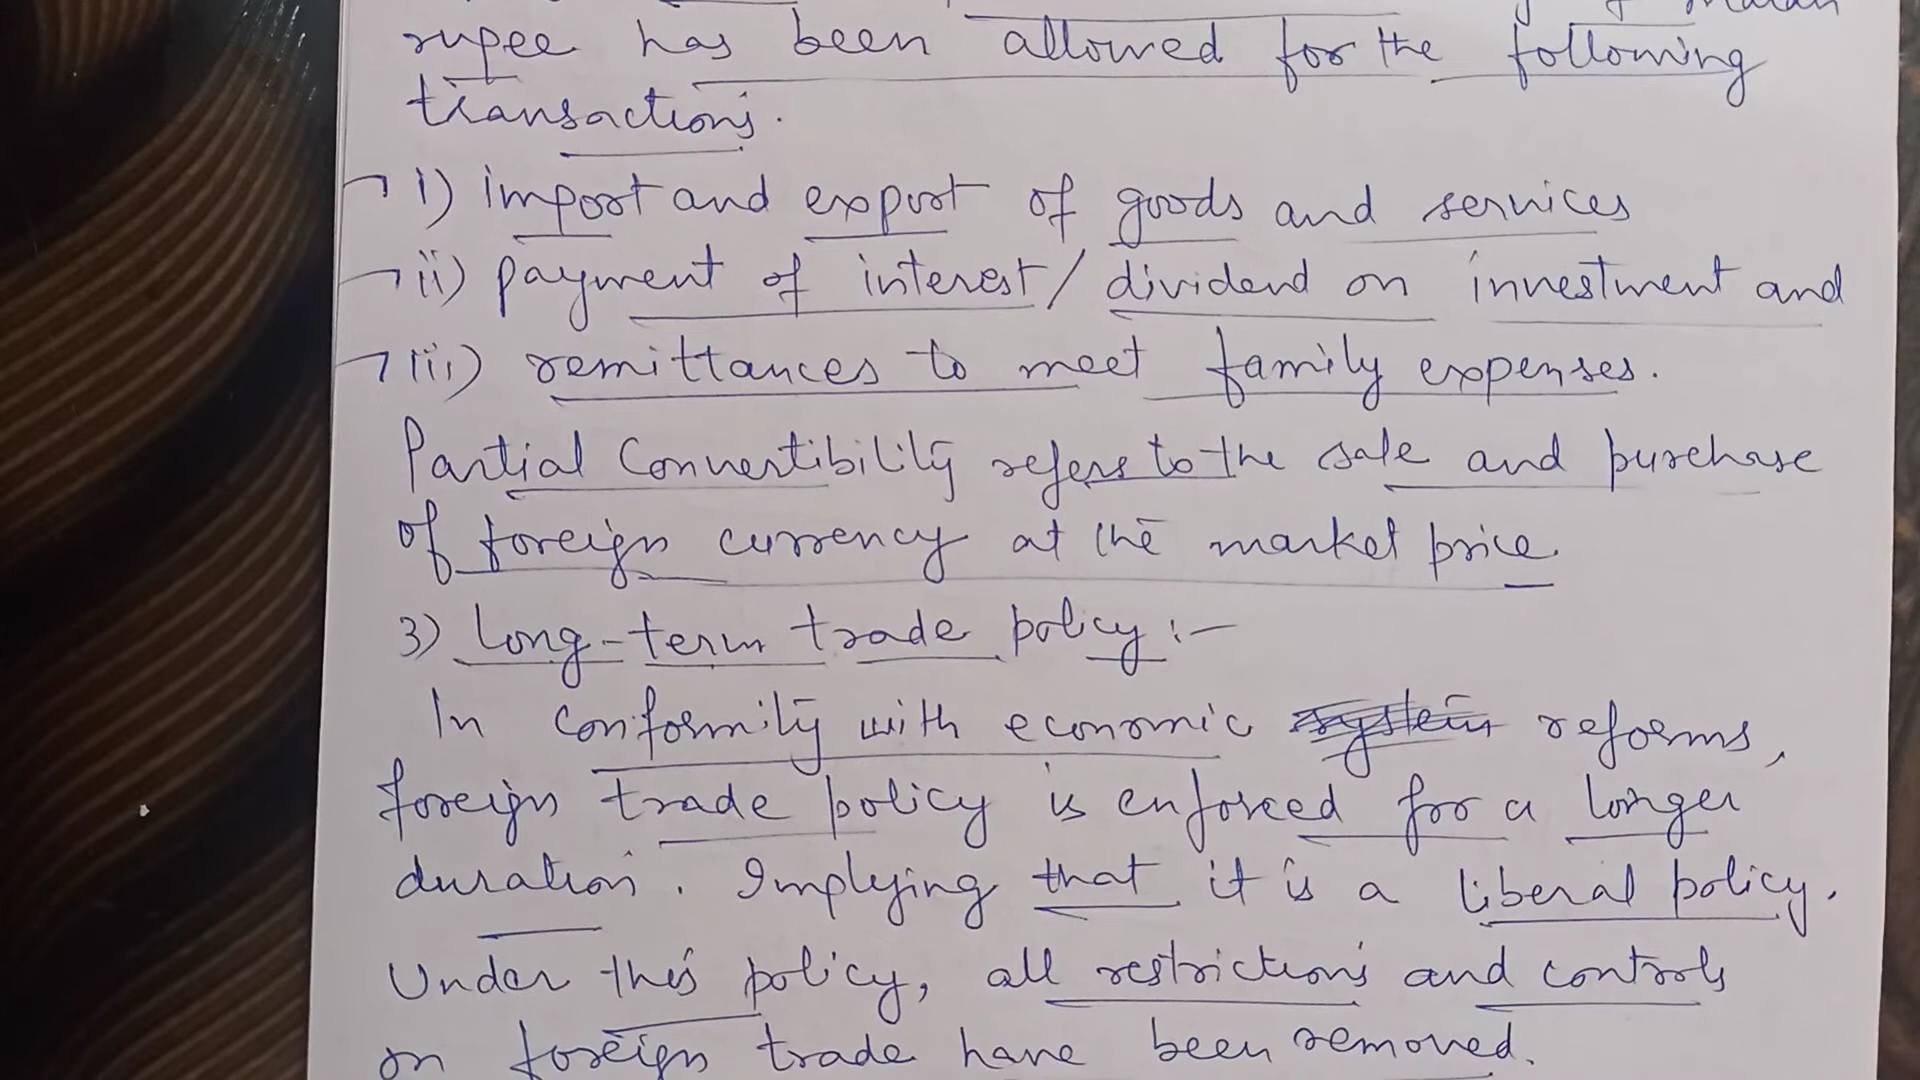 rupee has been allowed for the following
transactions.
i) import and export of goods and services
ii) payment of interest/ dividend on investment and
iii) remittances to meet family expenses.
Partial Convertibility refers to the sale and purchase
of foreign currency at the market price
3) Long-term trade policy :-
In conformity with economic system reforms,
foreign trade policy is enforced for a longer
duration. Implying that it is a liberal policy.
Under this policy, all restrictions and controls
on foreign trade have been removed.